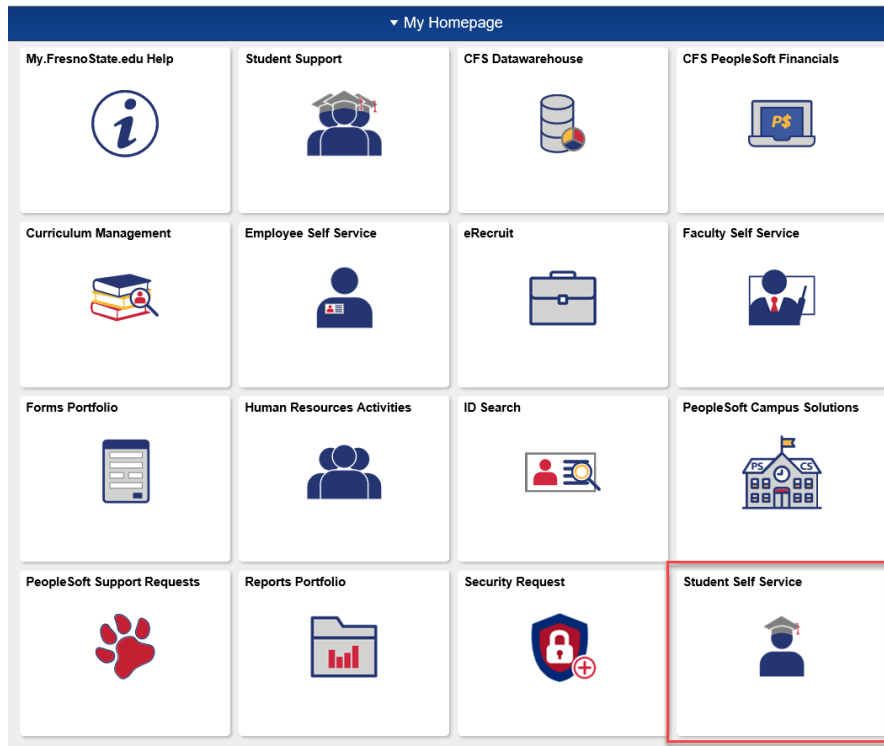 ▾ My Homepage
My.FresnoState.edu Help
Student Support
CFS Datawarehouse
CFS PeopleSoft Financials
P$
Curriculum Management
Employee Self Service
eRecruit
Faculty Self Service
Forms Portfolio
Human Resources Activities
ID Search
PeopleSoft Campus Solutions
PS CS
PeopleSoft Support Requests
Reports Portfolio
Security Request
Student Self Service